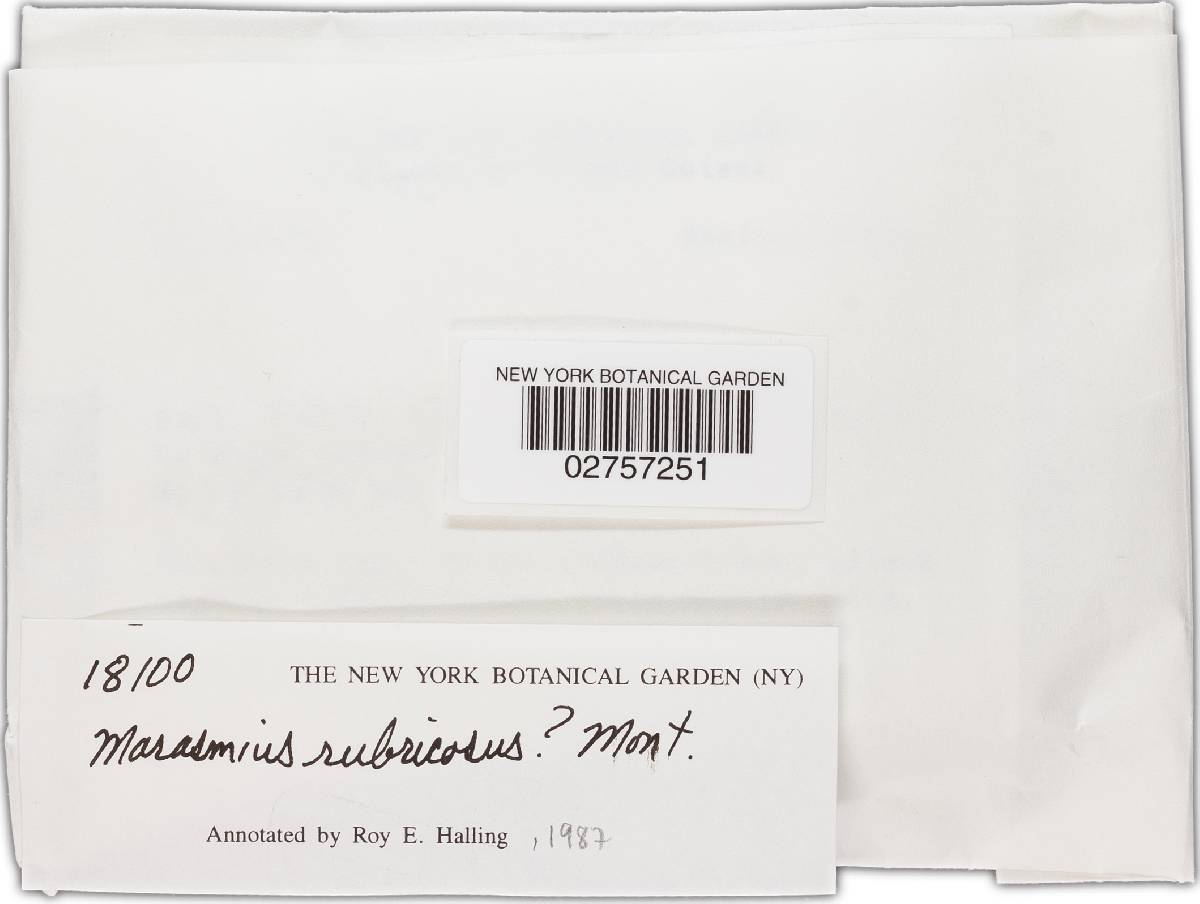 NEW YORK BOTANICAL GARDEN
02757251
18100 THE NEW YORK BOTANICAL GARDEN (NY)
Marasmius rubricosus? Mont.
Annotated by Roy E. Halling , 1987